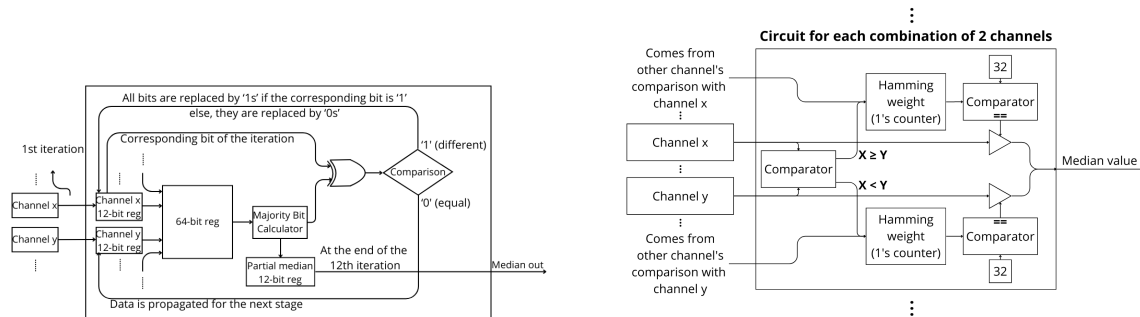 All bits are replaced by '1s' if the corresponding bit is '1'
else, they are replaced by '0s'
Corresponding bit of the iteration
1st iteration
'1' (different)
Comparison
'0' (equal)
Channel x
Channel x
12-bit reg
64-bit reg
Majority Bit
Calculator
Channel y
Channel y
12-bit reg
At the end of the
12th iteration
Partial median
12-bit reg
Median out
Data is propagated for the next stage
Circuit for each combination of 2 channels
Comes from
other channel's
comparison with
channel x
Hamming
weight
(1's counter)
32
Comparator
==
Channel x
Comparator
X ≥ Y
X < Y
Median value
Channel y
Comes from
other channel's
comparison with
channel y
Hamming
weight
(1's counter)
==
Comparator
32